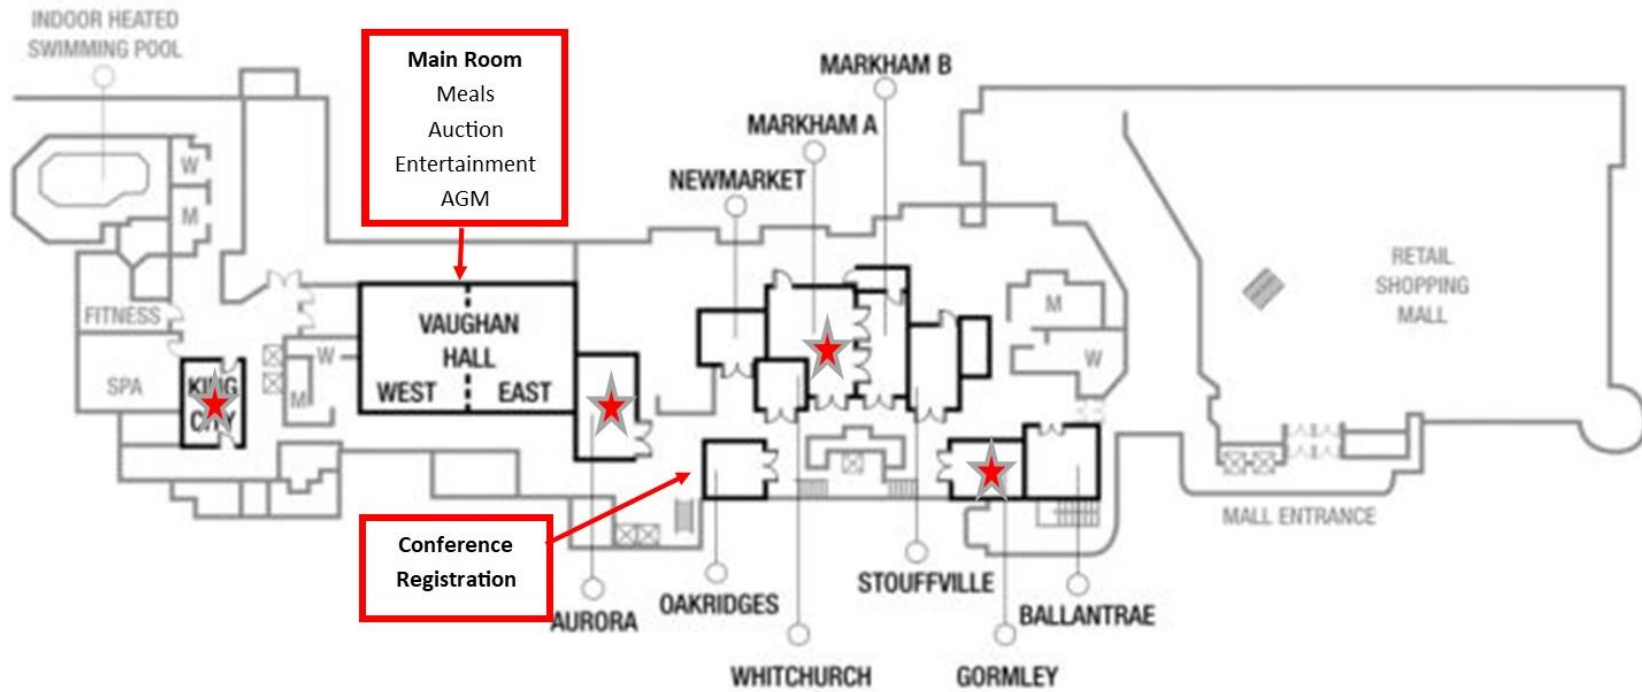 INDOOR HEATED
SWIMMING POOL
Main Room
Meals
Auction
Entertainment
AGM
MARKHAM B
MARKHAM A
NEWMARKET
W
M
RETAIL
SHOPPING
MALL
FITNESS
VAUGHAN
HALL
WEST
EAST
W
M
M
W
SPA
KING
CITY
MALL ENTRANCE
Conference
Registration
AURORA
OAKRIDGES
STOUFFVILLE
BALLANTRAE
WHITCHURCH
GORMLEY